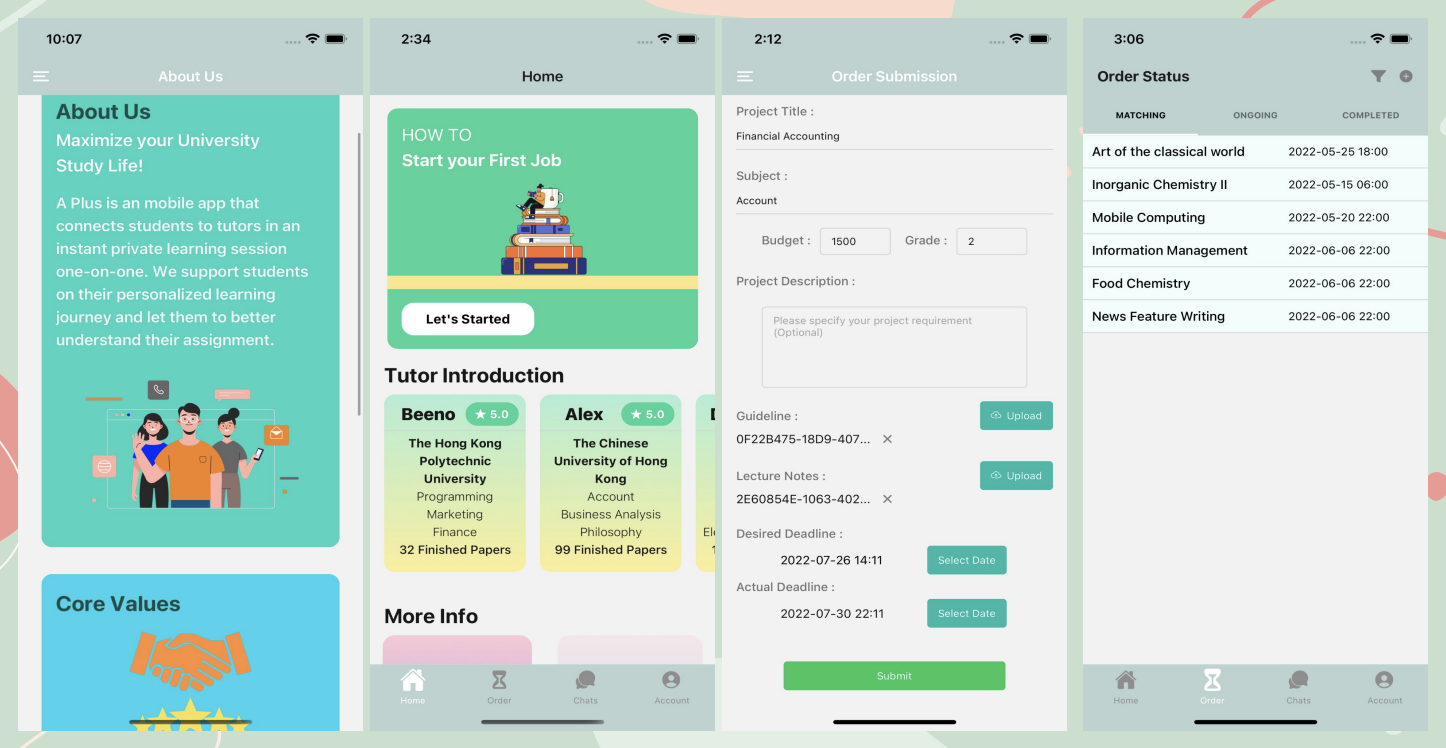 10:07
About Us
About Us
Maximize your University
Study Life!
A Plus is an mobile app that
connects students to tutors in an
instant private learning session
one-on-one. We support students
on their personalized learning
journey and let them to better
understand their assignment.
Core Values
2:34
Home
HOW TO
Start your First Job
Let's Started
Tutor Introduction
Beeno ★ 5.0
The Hong Kong
Polytechnic
University
Programming
Marketing
Finance
32 Finished Papers
Alex ★ 5.0
The Chinese
University of Hong
Kong
Account
Business Analysis
Philosophy
99 Finished Papers
More Info
Home Order Chats Account
2:12
Order Submission
Project Title :
Financial Accounting
Subject :
Account
Budget : 1500 Grade : 2
Project Description :
Please specify your project requirement
(Optional)
Guideline : Upload
0F22B475-18D9-407... ×
Lecture Notes : Upload
2E60854E-1063-402... ×
Desired Deadline :
2022-07-26 14:11 Select Date
Actual Deadline :
2022-07-30 22:11 Select Date
Submit
3:06
Order Status
MATCHING ONGOING COMPLETED
Art of the classical world 2022-05-25 18:00
Inorganic Chemistry II 2022-05-15 06:00
Mobile Computing 2022-05-20 22:00
Information Management 2022-06-06 22:00
Food Chemistry 2022-06-06 22:00
News Feature Writing 2022-06-06 22:00
Home Order Chats Account